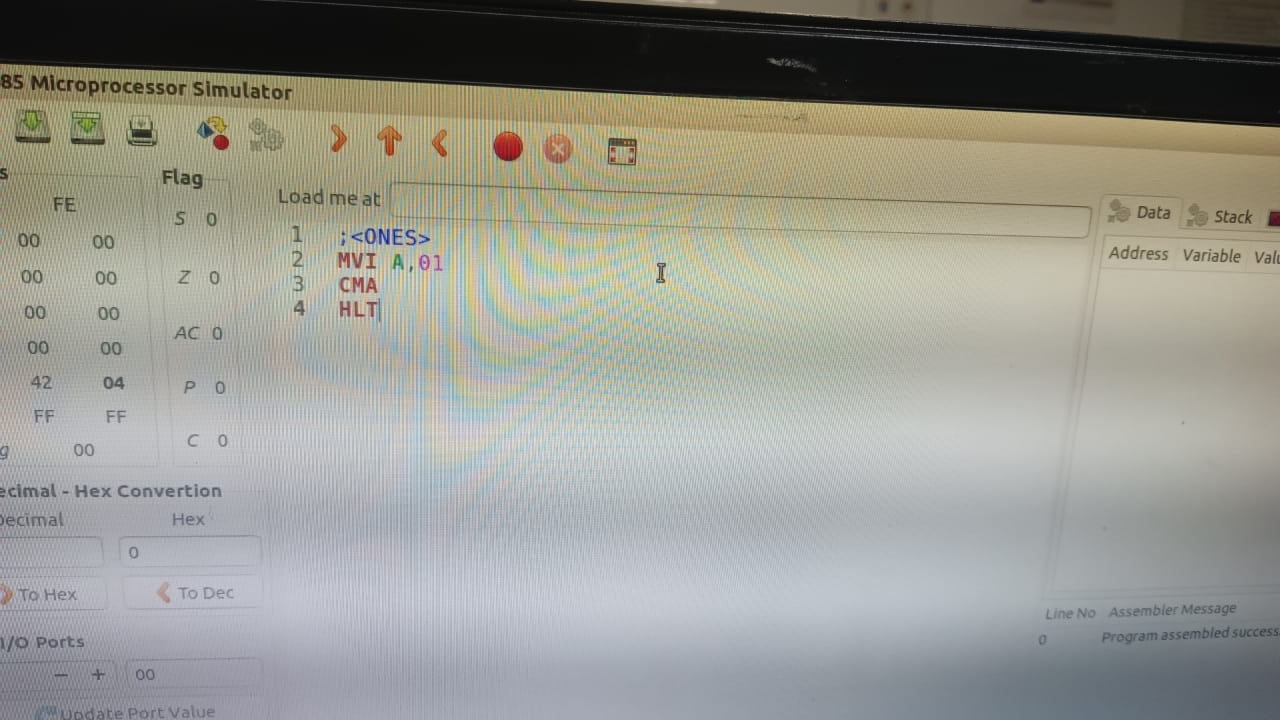 85 Microprocessor Simulator
s
Flag
FE
S 0
00 00
00 00
Z 0
00 00
AC 0
00 00
42 04
P 0
FF FF
C 0
g 00
Load me at
1 ;<ONES>
2 MVI A,01
3 CMA
4 HLT
Data
Stack
Address Variable Valu
ecimal - Hex Convertion
Decimal Hex
0
To Hex
To Dec
I/O Ports
− + 00
Update Port Value
Line No Assembler Message
0 Program assembled success